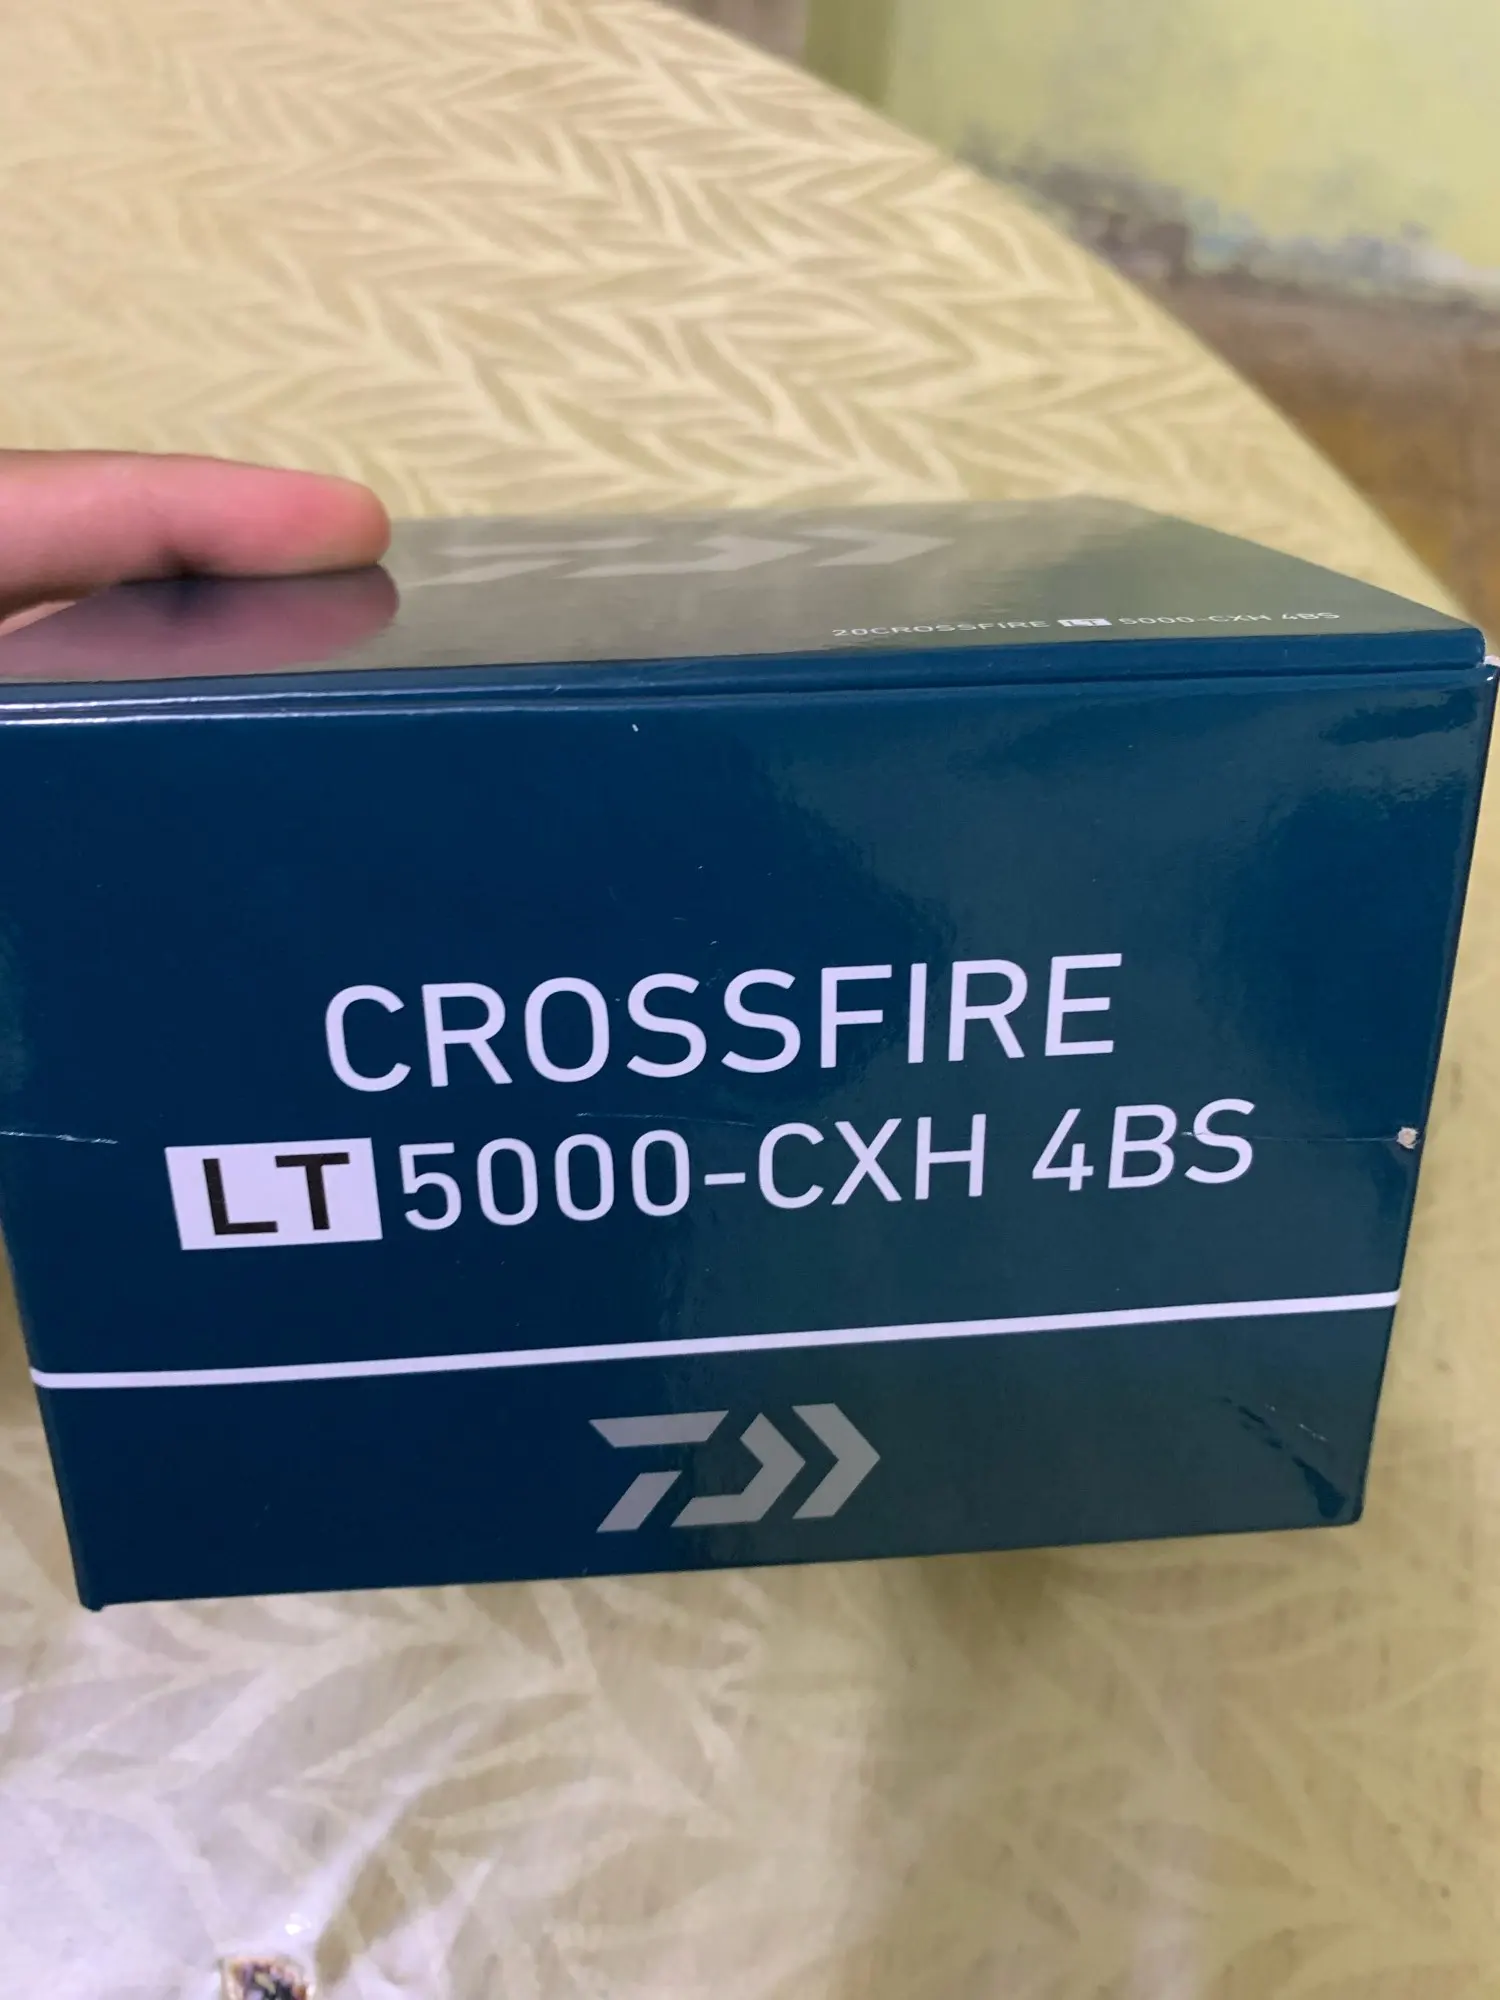 20CROSSFIRE LT 5000-CXH 4BS
CROSSFIRE
LT 5000-CXH 4BS